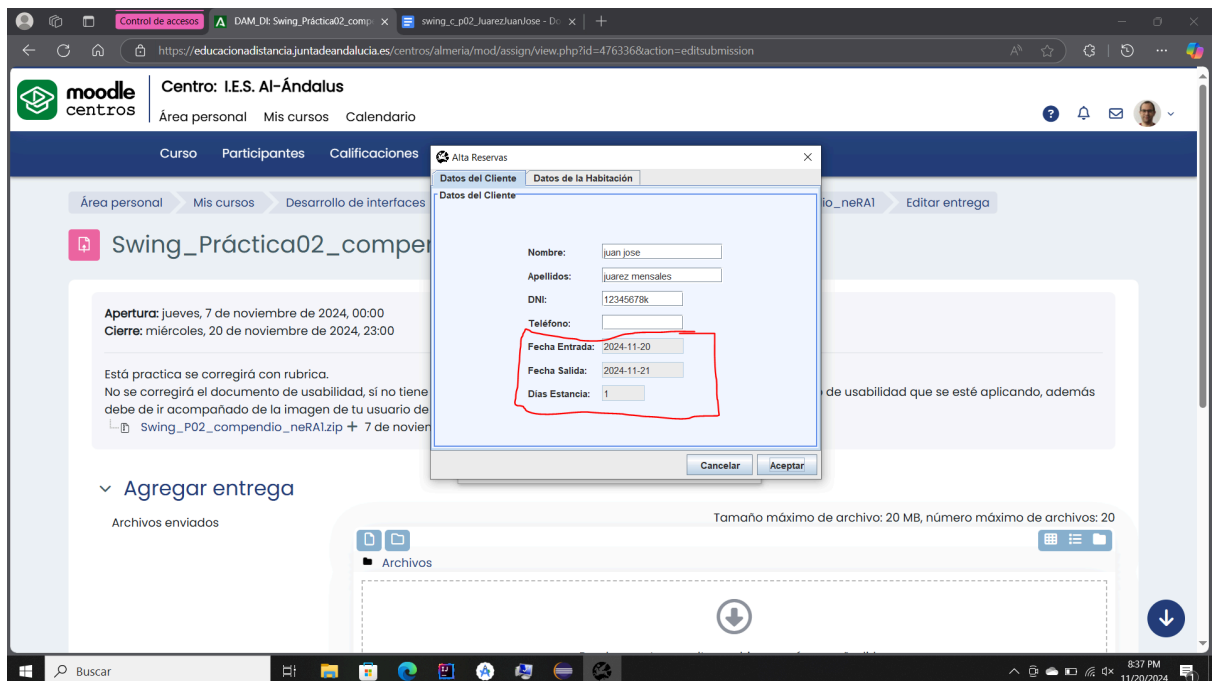 Control de accesos
DAM_DI: Swing_Práctica02_comp
swing_c_p02_JuarezJuanJose - Do
https://educacionadistancia.juntadeandalucia.es/centros/almeria/mod/assign/view.php?id=476336&action=editsubmission
moodle
centros
Centro: I.E.S. Al-Ándalus
Área personal Mis cursos Calendario
Curso Participantes Calificaciones
Área personal Mis cursos Desarrollo de interfaces
io_neRA1 Editar entrega
Swing_Práctica02_compe
Apertura: jueves, 7 de noviembre de 2024, 00:00
Cierre: miércoles, 20 de noviembre de 2024, 23:00
Está practica se corregirá con rubrica.
No se corregirá el documento de usabilidad, sí no tiene
de usabilidad que se esté aplicando, además
debe de ir acompañado de la imagen de tu usuario de
Swing_P02_compendio_neRA1.zip + 7 de novien
Alta Reservas
Datos del Cliente Datos de la Habitación
Datos del Cliente
Nombre: juan jose
Apellidos: juarez mensales
DNI: 12345678k
Teléfono:
Fecha Entrada: 2024-11-20
Fecha Salida: 2024-11-21
Días Estancia: 1
Cancelar Aceptar
Agregar entrega
Archivos enviados
Tamaño máximo de archivo: 20 MB, número máximo de archivos: 20
Archivos
Buscar
8:37 PM
11/20/2024